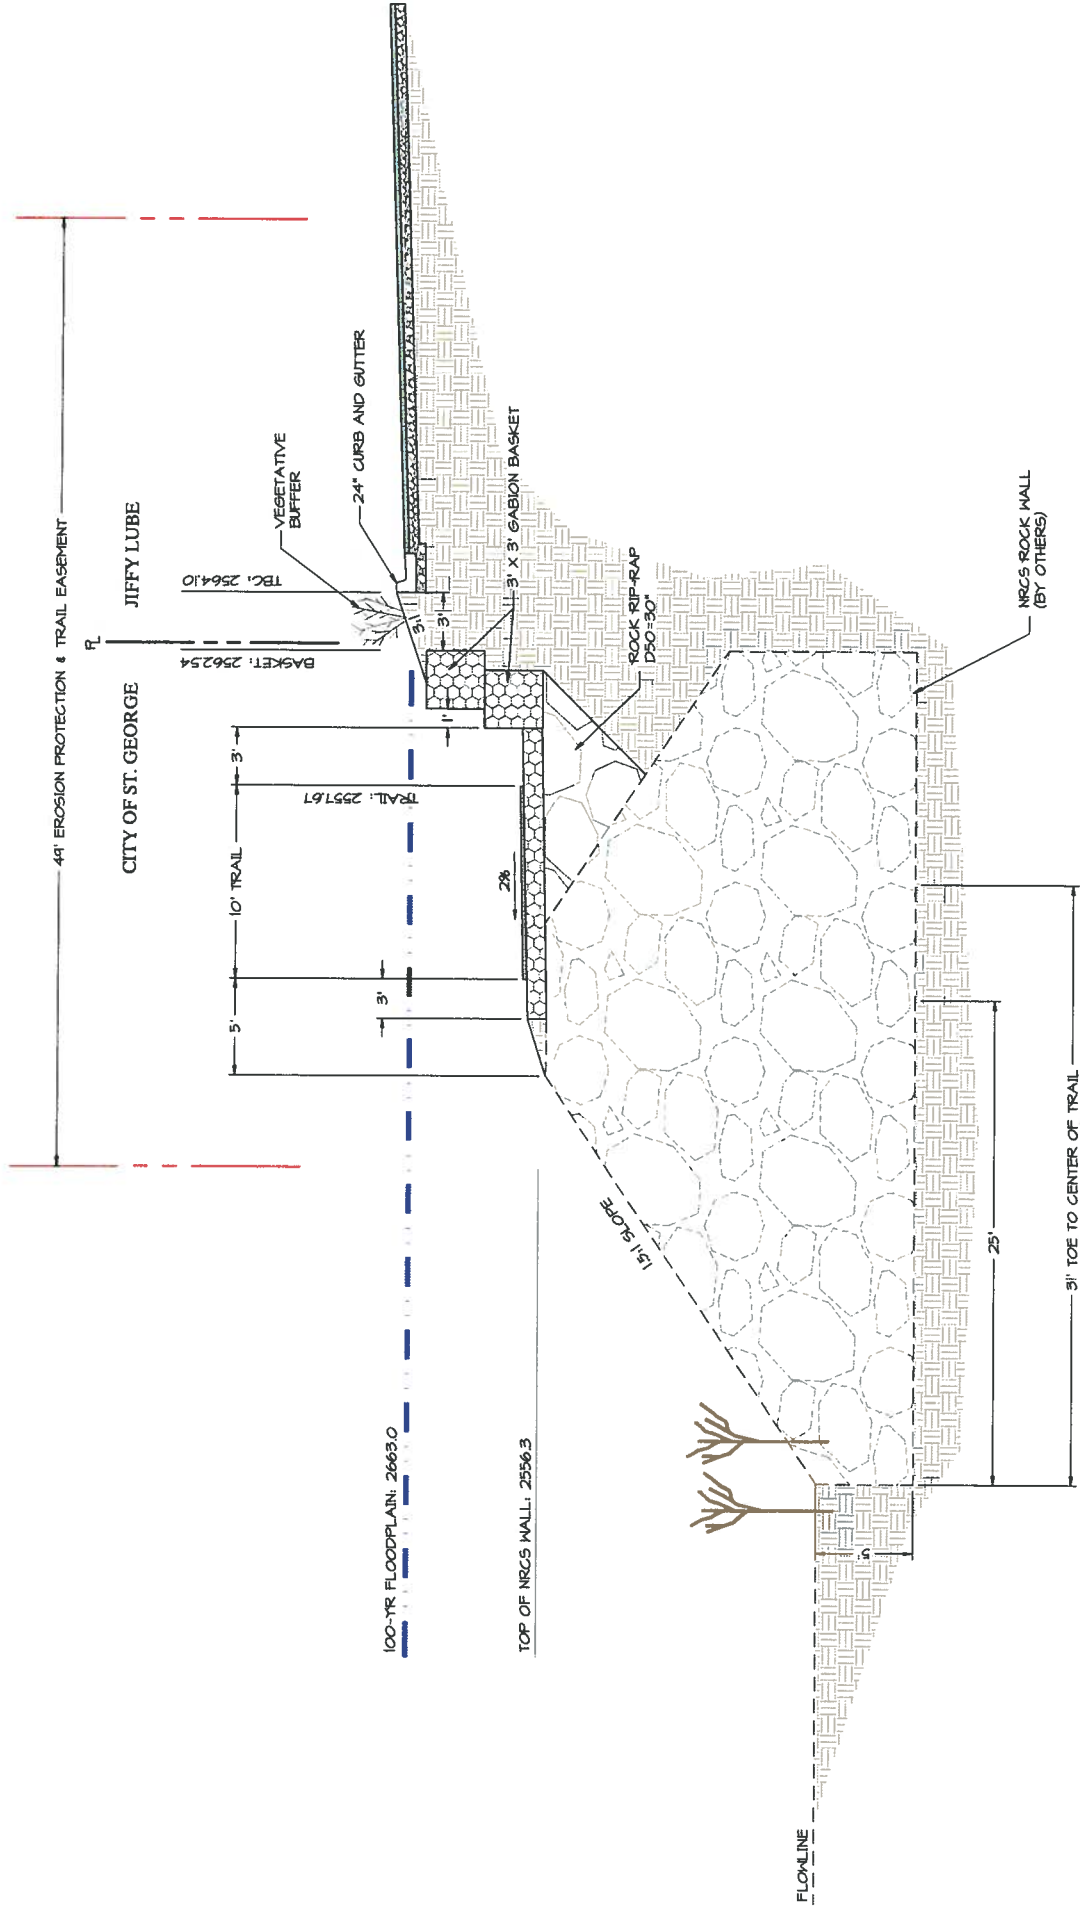 49' EROSION PROTECTION & TRAIL EASEMENT
CITY OF ST. GEORGE
JIFFY LUBE
PL
BASKET: 2562.54
TBC: 2564.10
VEGETATIVE
BUFFER
24" CURB AND GUTTER
5'
10' TRAIL
3'
TRAIL: 2557.67
3'
1'
3'
3:1
3' X 3' GABION BASKET
100-YR FLOODPLAIN: 2663.0
2%
TOP OF NRCS WALL: 2556.3
ROCK RIP-RAP
D50=30"
1.5:1 SLOPE
FLOWLINE
5'
NRCS ROCK WALL
(BY OTHERS)
25'
31' TOE TO CENTER OF TRAIL